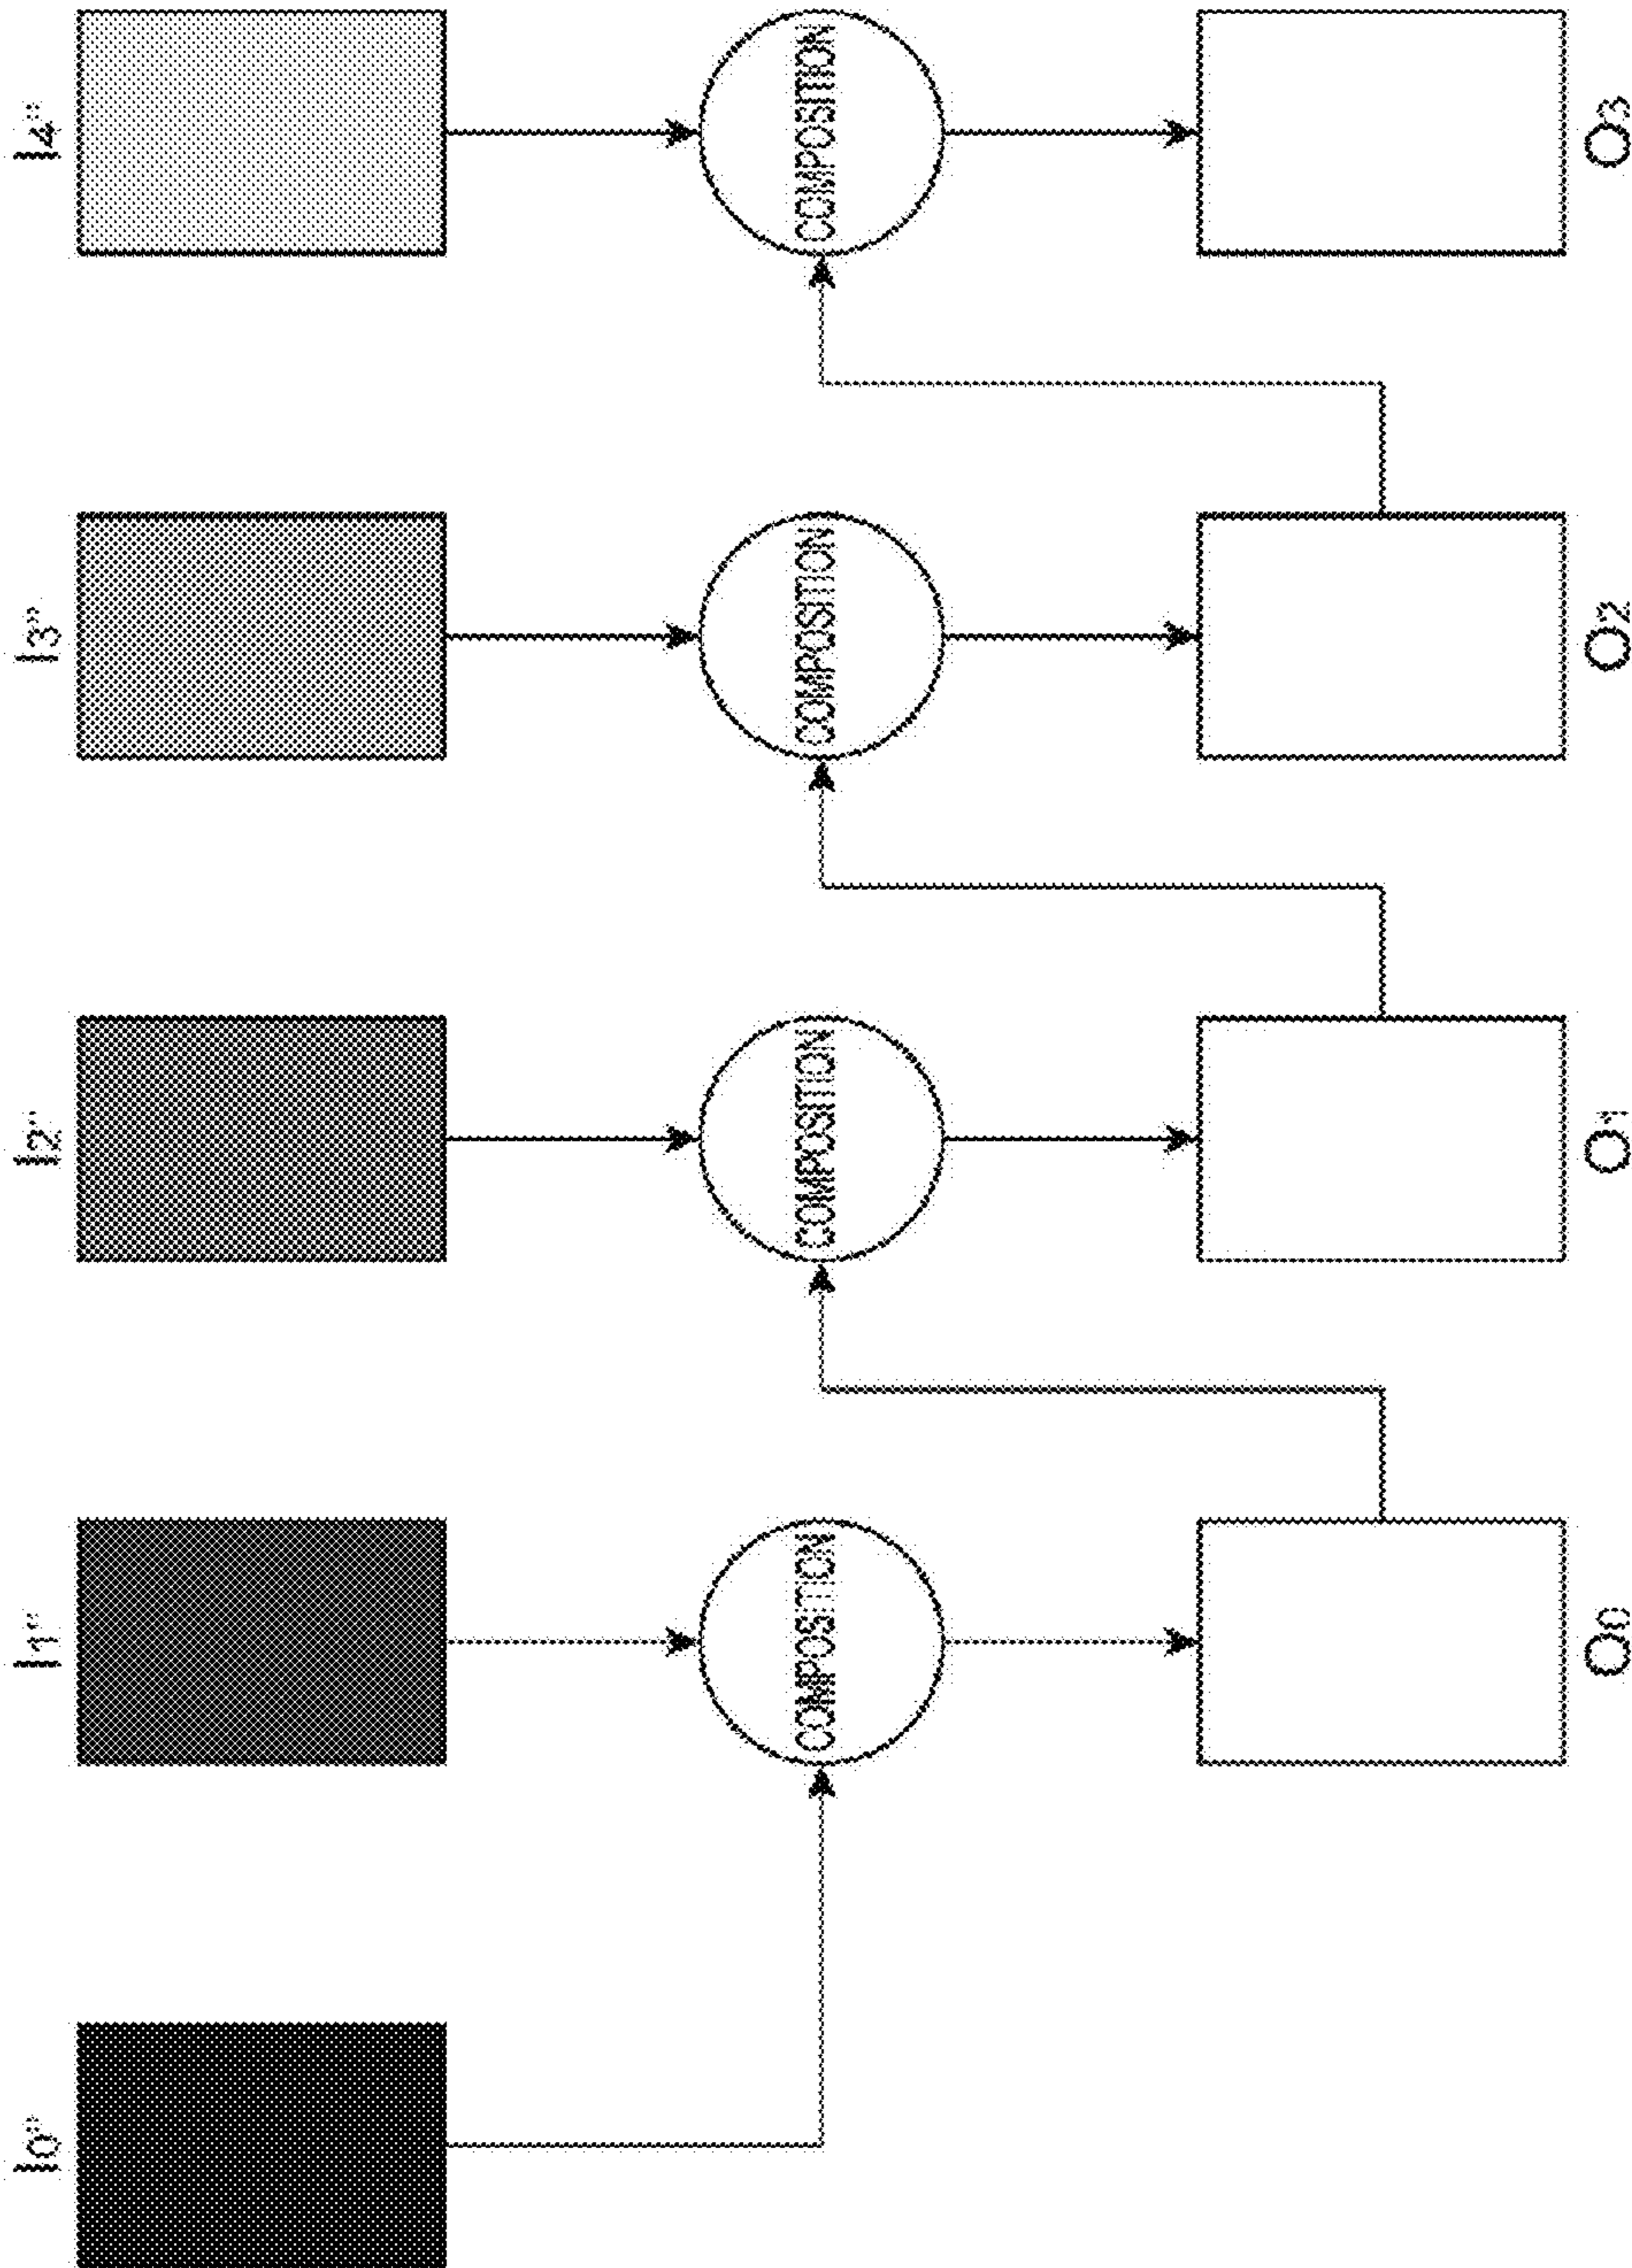 I0"
I1"
I2"
I3"
I4"
COMPOSITION
COMPOSITION
COMPOSITION
COMPOSITION
O0
O1
O2
O3